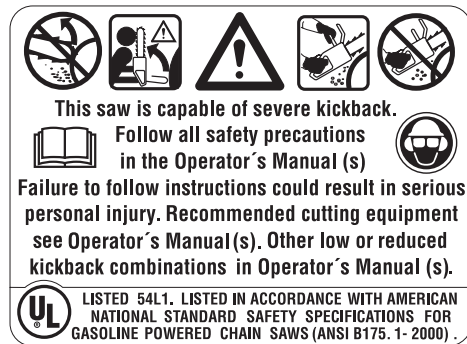 This saw is capable of severe kickback.
Follow all safety precautions
in the Operator´s Manual (s)
Failure to follow instructions could result in serious
personal injury. Recommended cutting equipment
see Operator´s Manual(s). Other low or reduced
kickback combinations in Operator´s Manual (s).
UL ® LISTED 54L1. LISTED IN ACCORDANCE WITH AMERICAN
NATIONAL STANDARD SAFETY SPECIFICATIONS FOR
GASOLINE POWERED CHAIN SAWS (ANSI B175.1-2000).